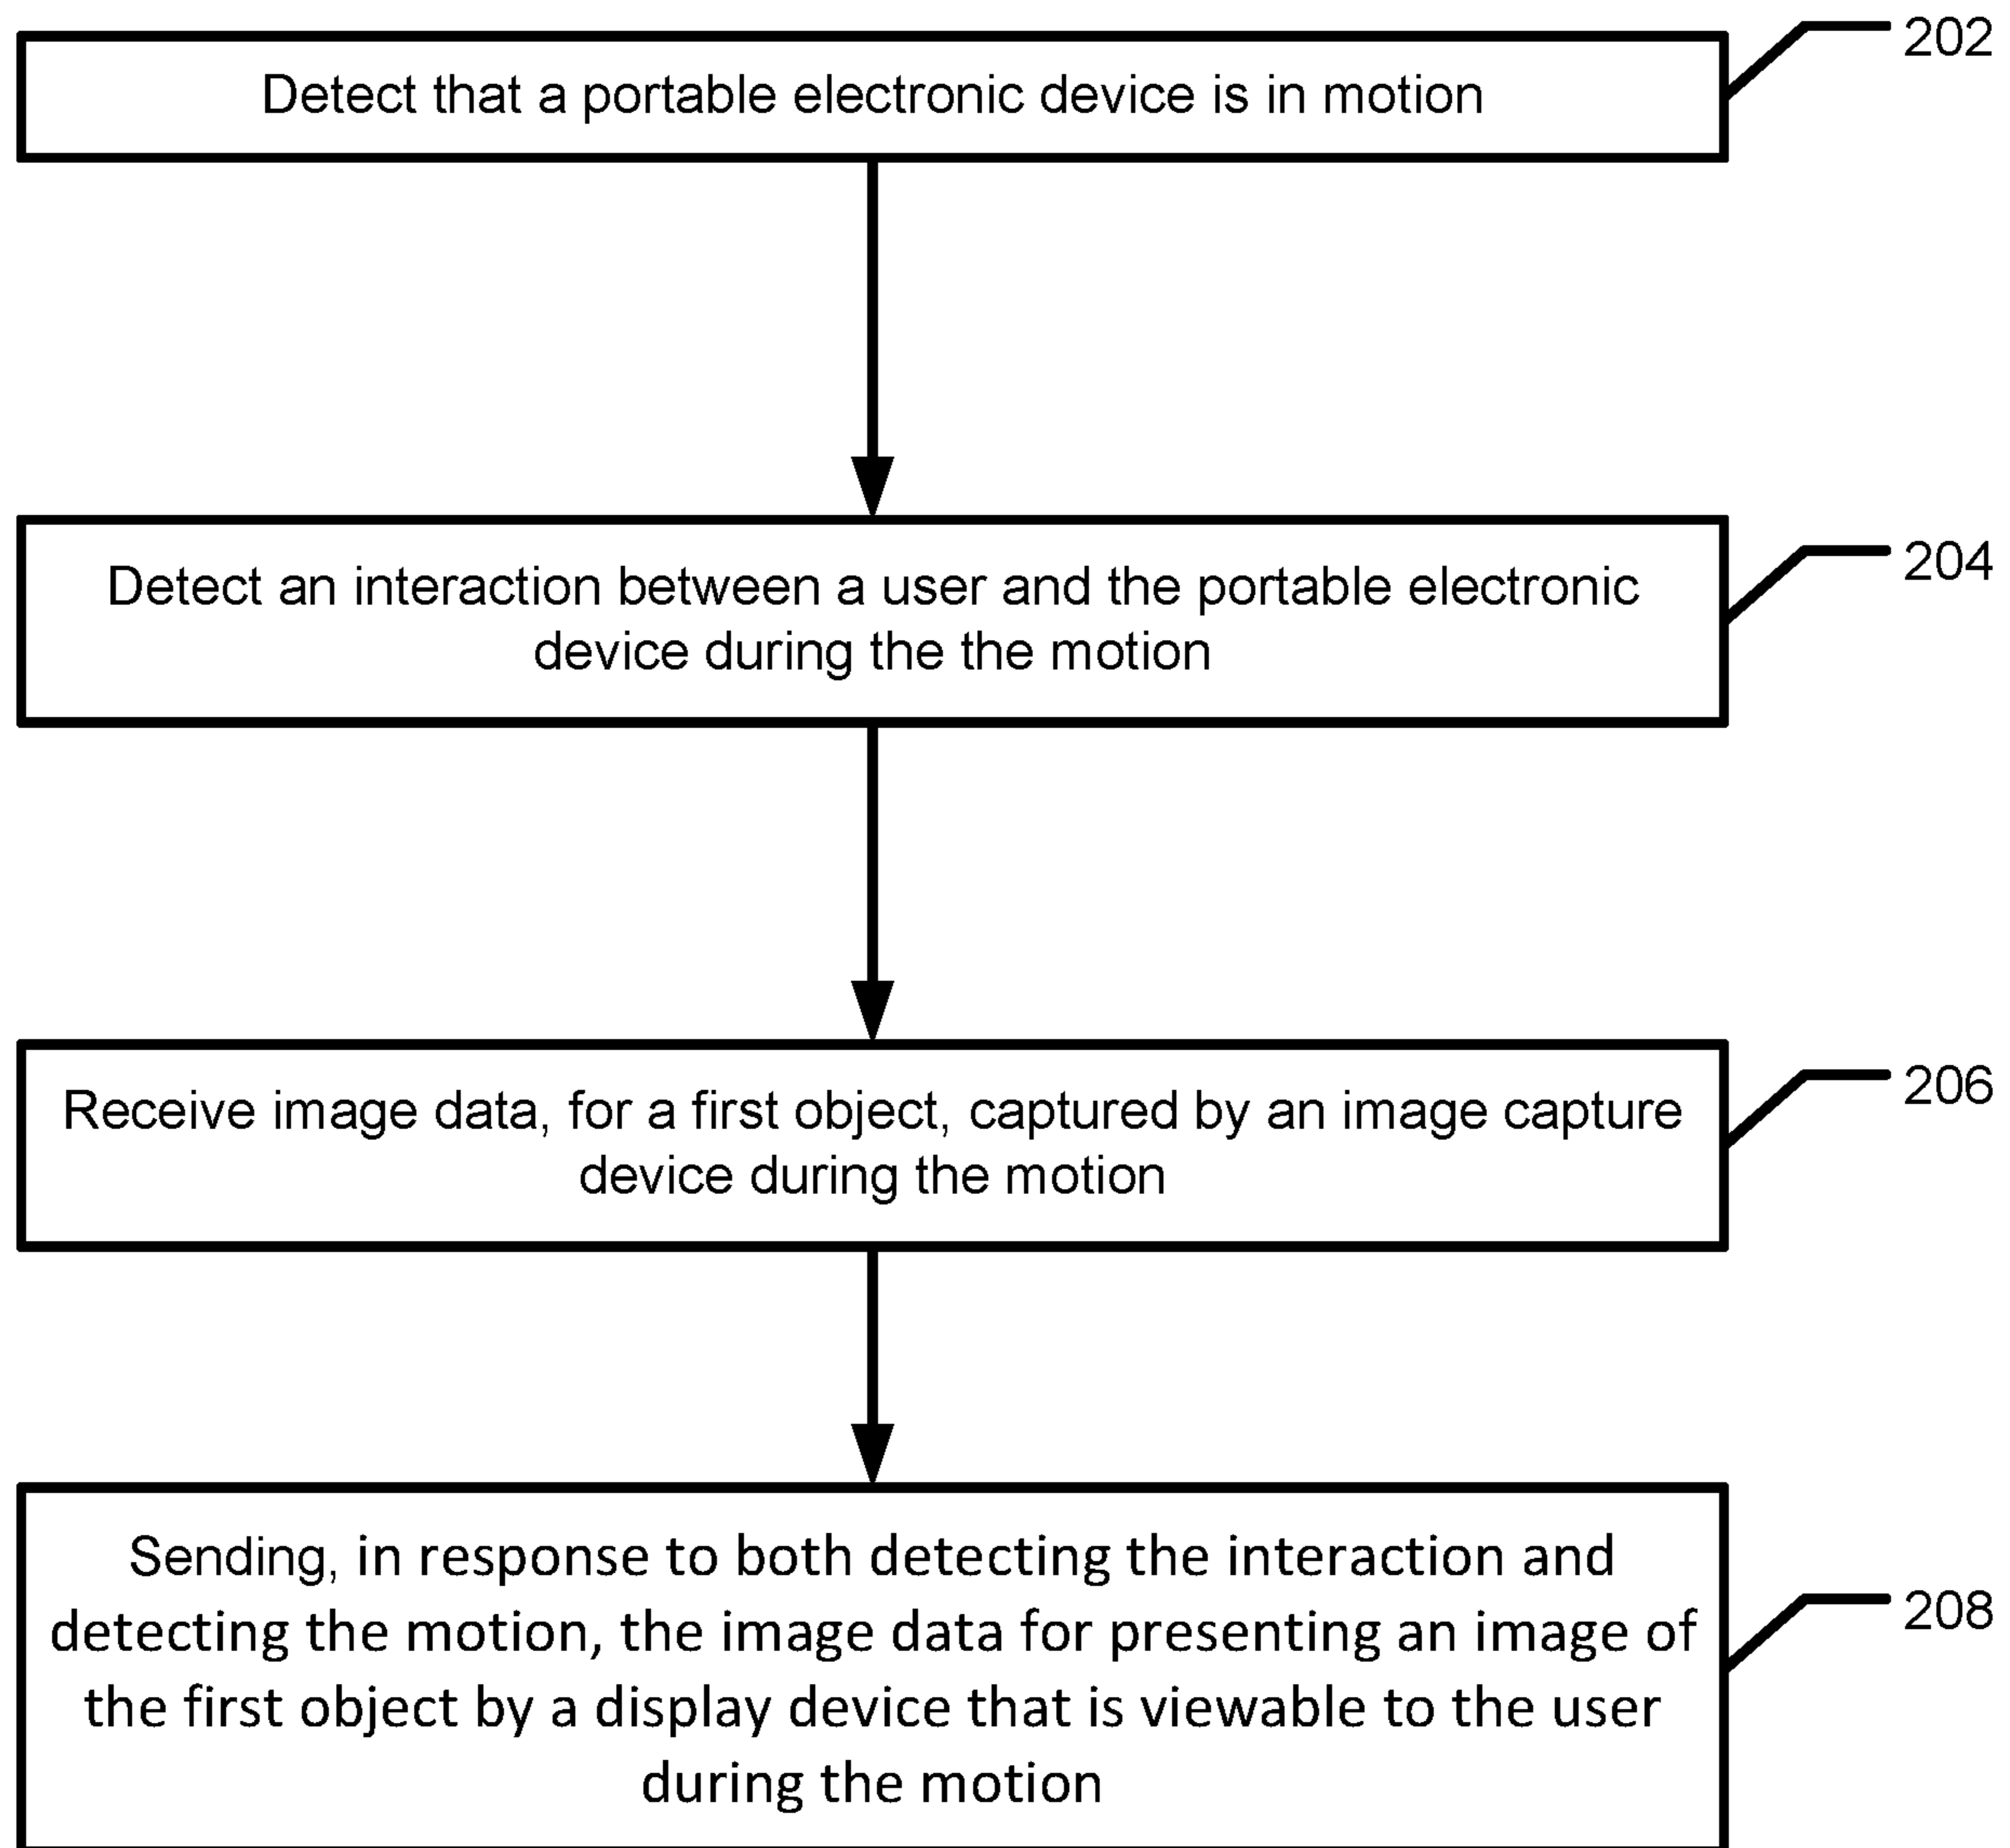 202
Detect that a portable electronic device is in motion
204
Detect an interaction between a user and the portable electronic
device during the the motion
206
Receive image data, for a first object, captured by an image capture
device during the motion
208
Sending, in response to both detecting the interaction and
detecting the motion, the image data for presenting an image of
the first object by a display device that is viewable to the user
during the motion